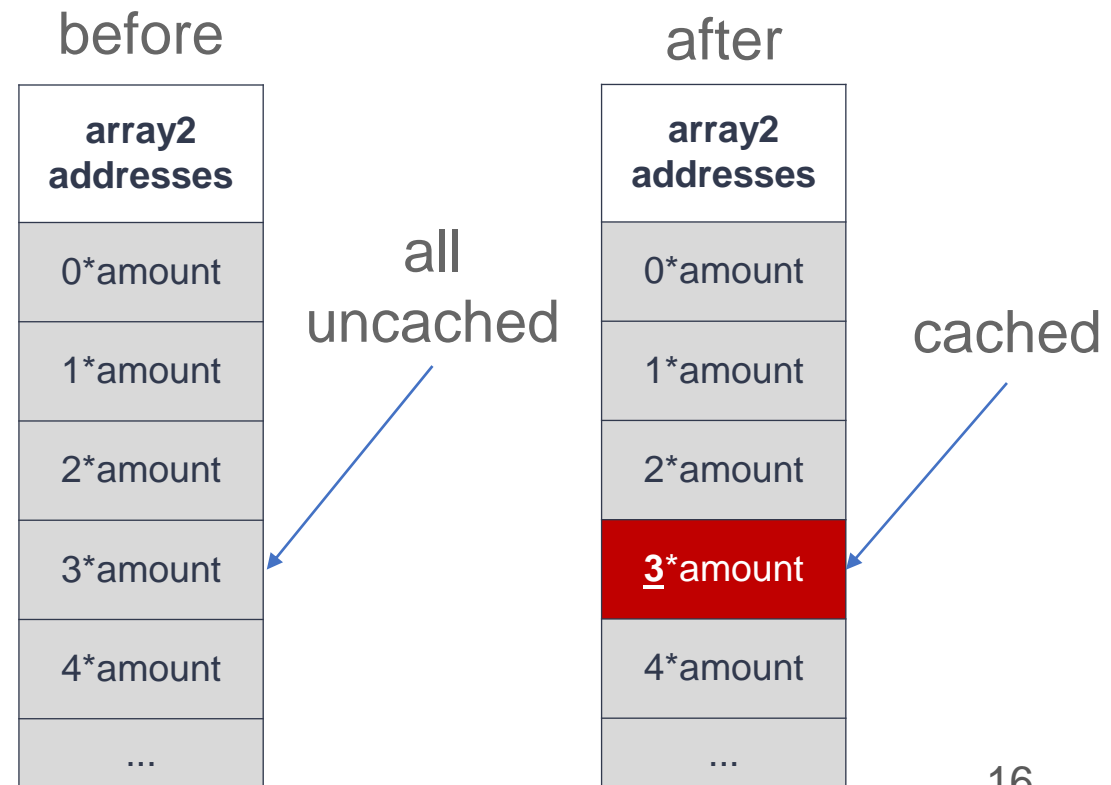 before
array2
addresses
0*amount
1*amount
2*amount
3*amount
4*amount
...
all
uncached
after
array2
addresses
0*amount
1*amount
2*amount
3*amount
4*amount
...
cached
16